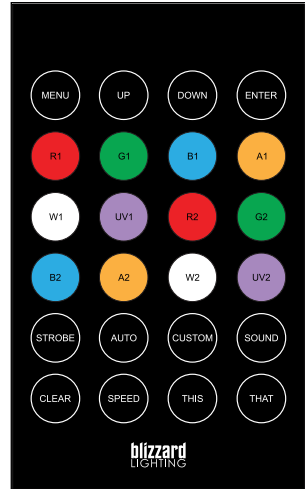 MENU UP DOWN ENTER
R1 G1 B1 A1
W1 UV1 R2 G2
B2 A2 W2 UV2
STROBE AUTO CUSTOM SOUND
CLEAR SPEED THIS THAT
blizzard
LIGHTING